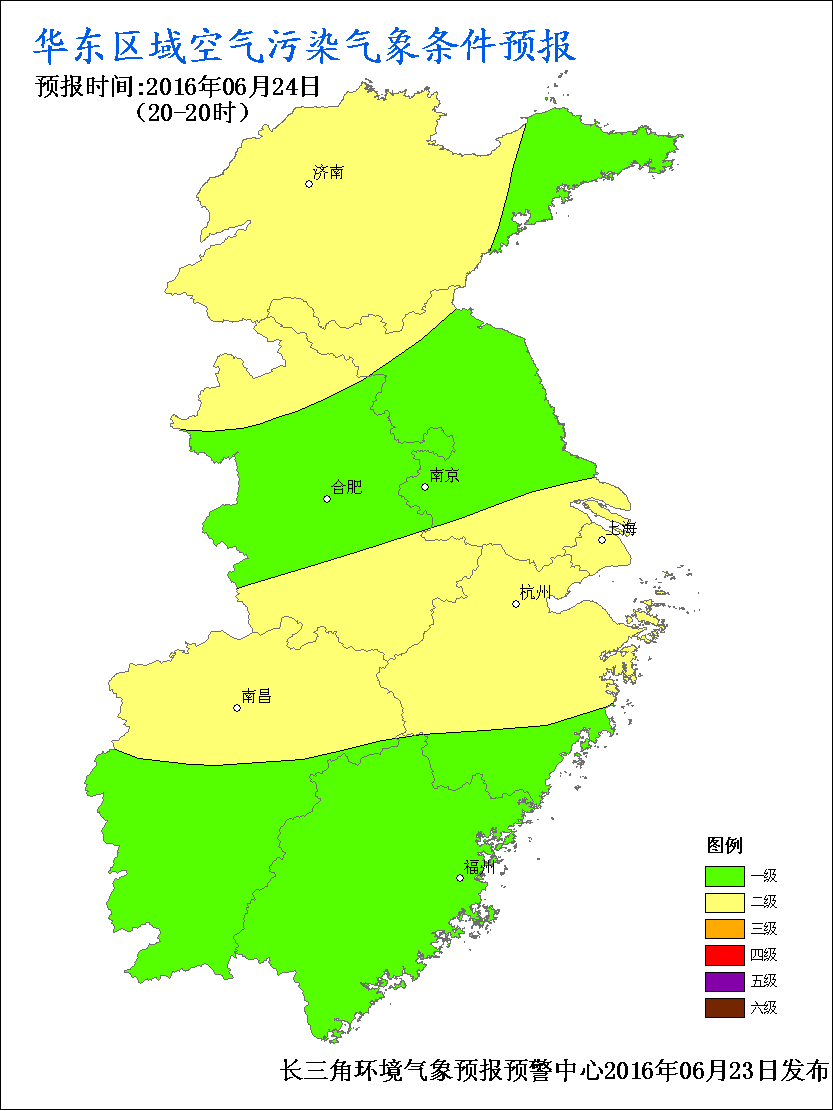 华东区域空气污染气象条件预报
预报时间:2016年06月24日
（20-20时）
济南
南京
合肥
上海
杭州
南昌
福州
图例
一级
二级
三级
四级
五级
六级
长三角环境气象预报预警中心2016年06月23日发布